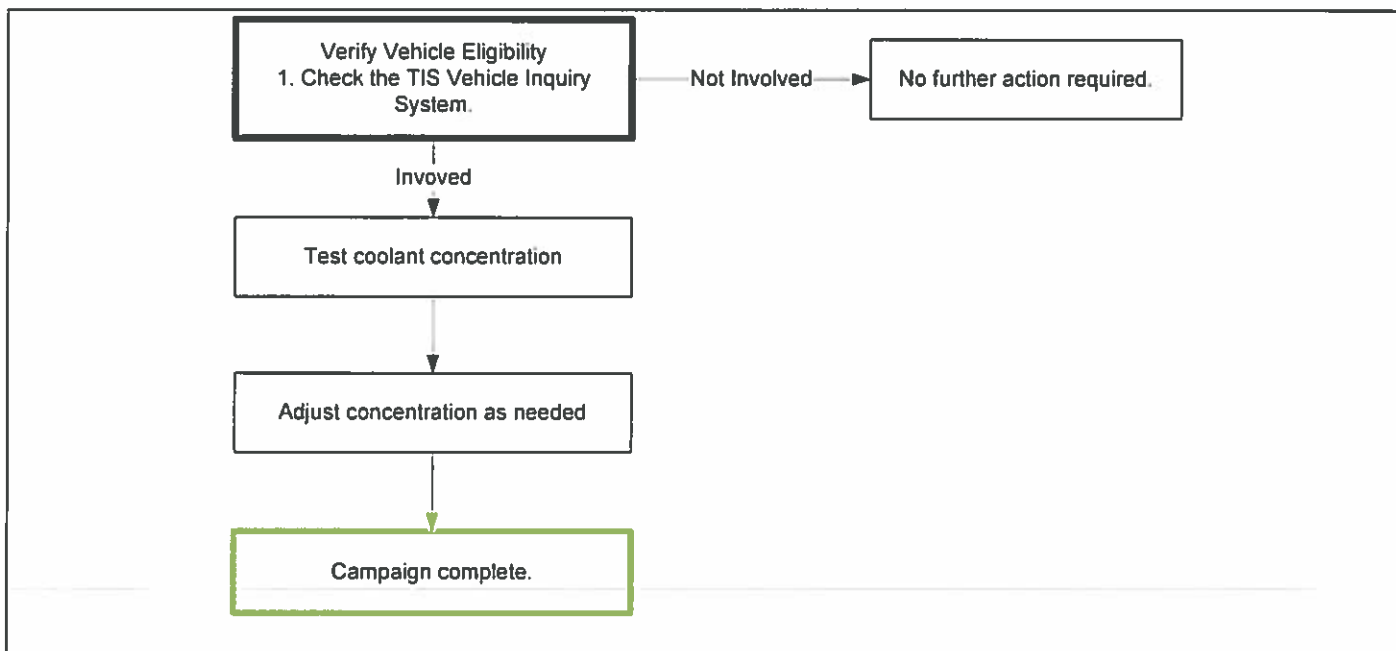 Verify Vehicle Eligibility
1. Check the TIS Vehicle Inquiry
System.
Not Involved
No further action required.
Invoved
Test coolant concentration
Adjust concentration as needed
Campaign complete.